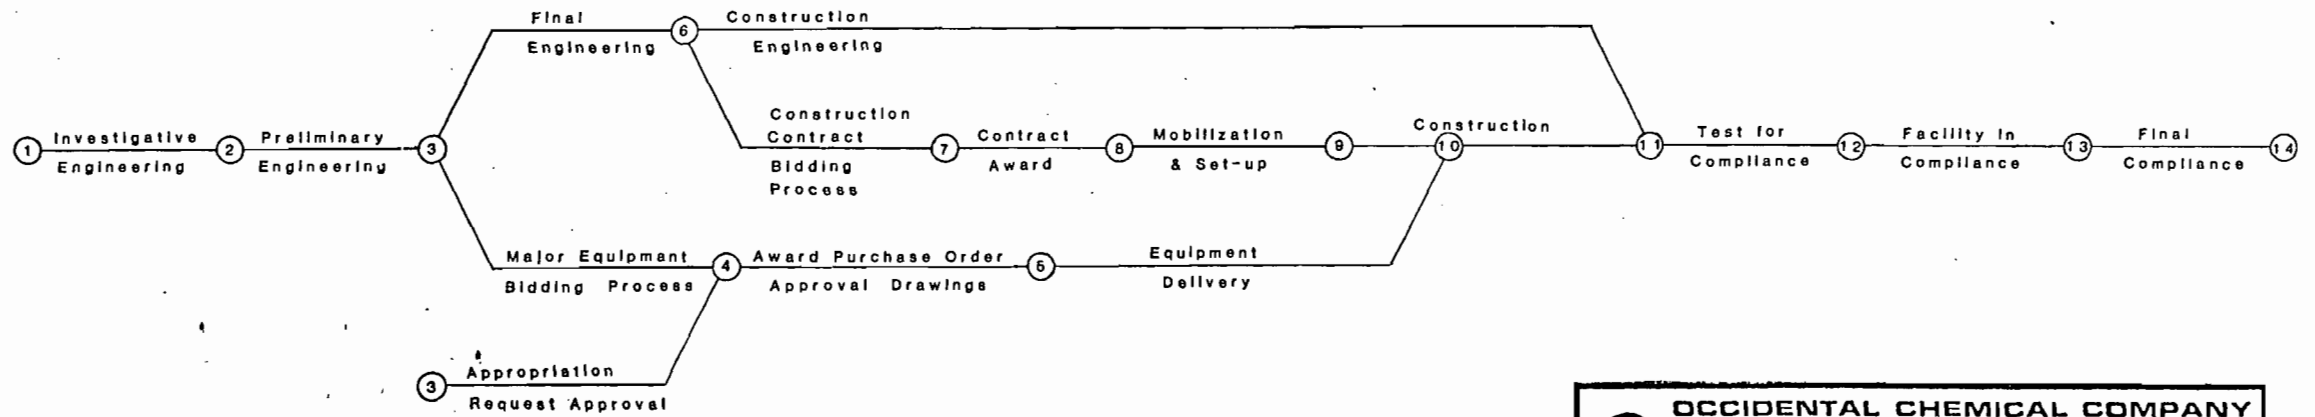 Final
Engineering
6
Construction
Engineering
1
Investigative
Engineering
2
Preliminary
Engineering
3
Construction
Contract
Bidding
Process
7
Contract
Award
8
Mobilization
& Set-up
9
Construction
10
11
Test for
Compliance
12
Facility In
Compliance
13
Final
Compliance
14
Major Equipmant
Bidding Process
4
Award Purchase Order
Approval Drawings
5
Equipment
Delivery
3
Appropriation
Request Approval
OCCIDENTAL CHEMICAL COMPANY